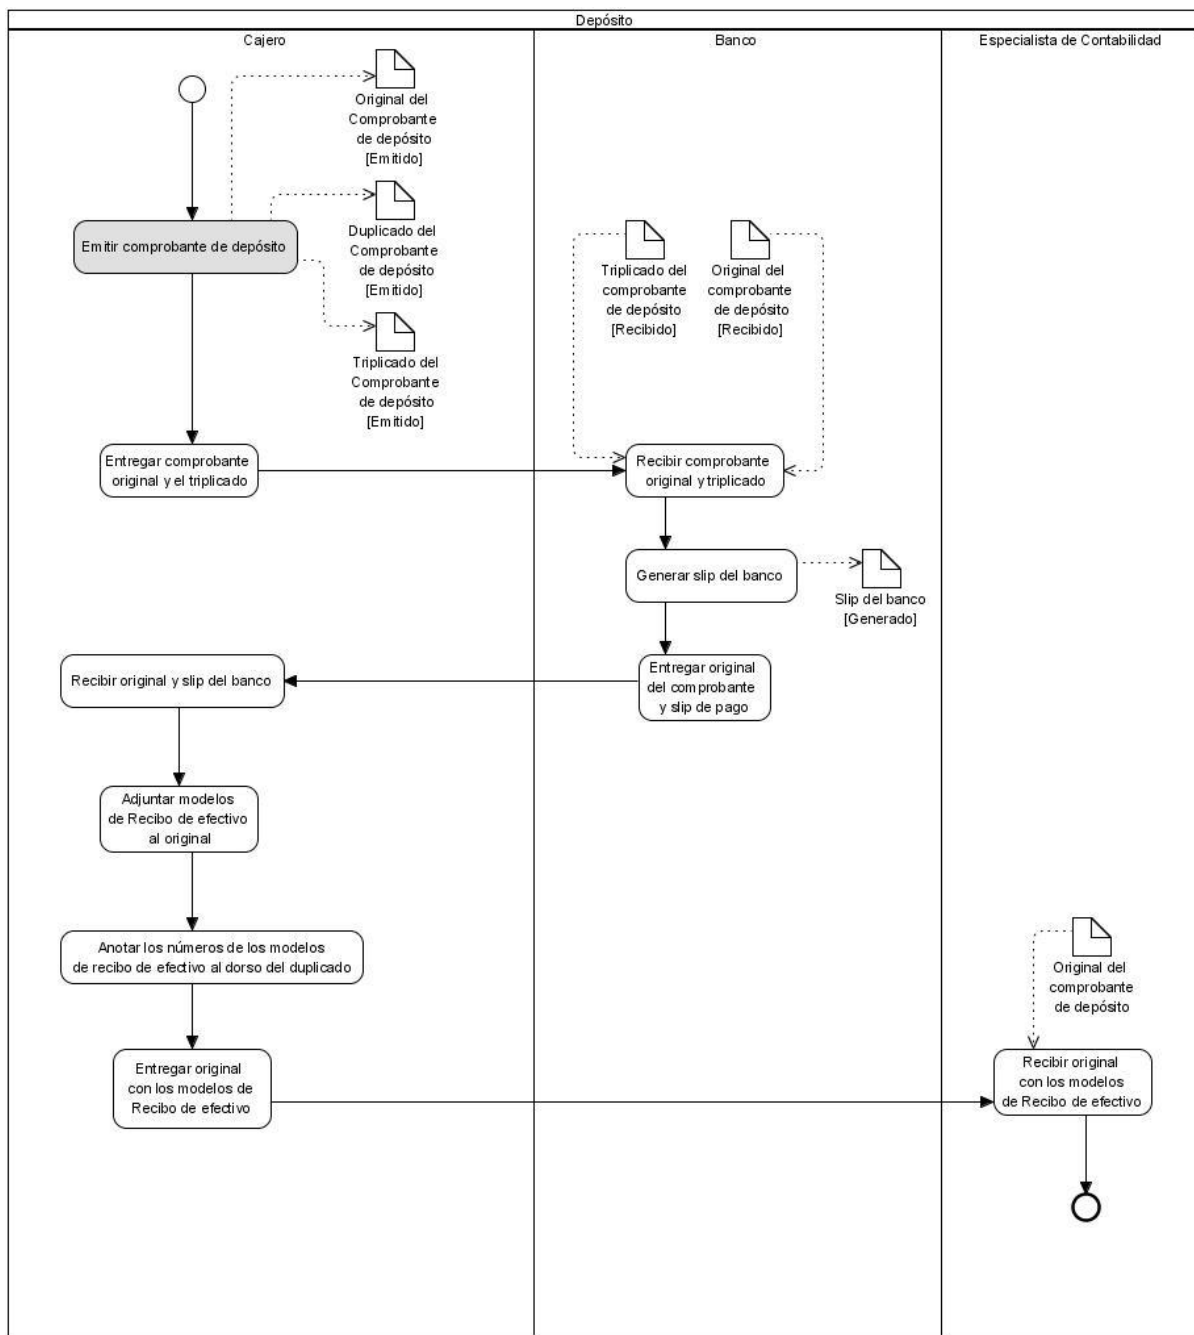 Depósito
Cajero
Banco
Especialista de Contabilidad
Original del
Comprobante
de depósito
[Emitido]
Emitir comprobante de depósito
Duplicado del
Comprobante
de depósito
[Emitido]
Triplicado del
Comprobante
de depósito
[Emitido]
Triplicado del
comprobante
de depósito
[Recibido]
Original del
comprobante
de depósito
[Recibido]
Entregar comprobante
original y el triplicado
Recibir comprobante
original y triplicado
Generar slip del banco
Slip del banco
[Generado]
Entregar original
del comprobante
y slip de pago
Recibir original y slip del banco
Adjuntar modelos
de Recibo de efectivo
al original
Anotar los números de los modelos
de recibo de efectivo al dorso del duplicado
Original del
comprobante
de depósito
Entregar original
con los modelos de
Recibo de efectivo
Recibir original
con los modelos
de Recibo de efectivo